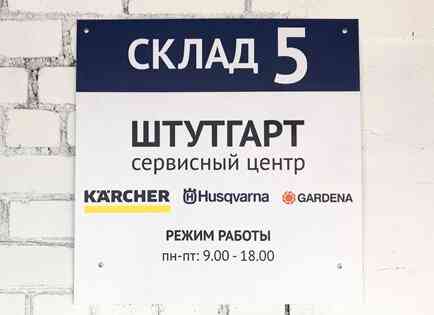 СКЛАД 5
ШТУТГАРТ
сервисный центр
KÄRCHER Husqvarna GARDENA
РЕЖИМ РАБОТЫ
пн-пт: 9.00 - 18.00